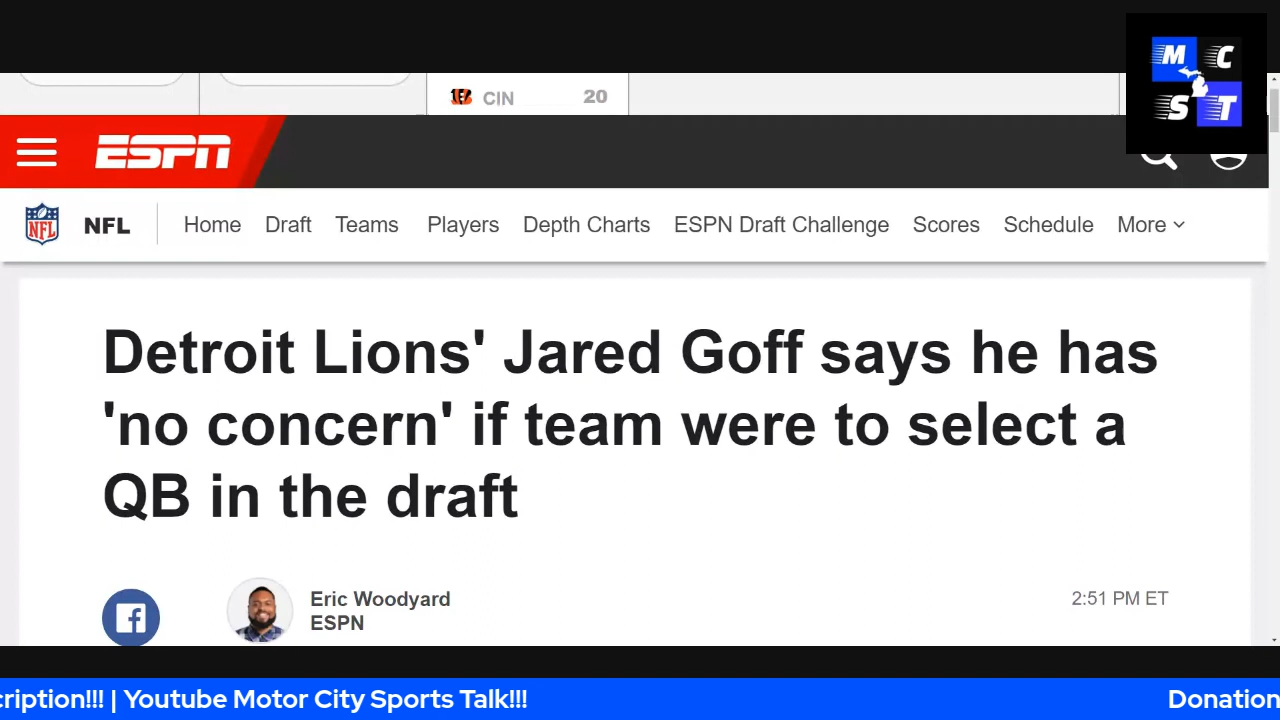 M C
S T
CIN 20
ESPN
NFL NFL Home Draft Teams Players Depth Charts ESPN Draft Challenge Scores Schedule More
Detroit Lions' Jared Goff says he has
'no concern' if team were to select a
QB in the draft
Eric Woodyard
ESPN
2:51 PM ET
cription!!! | Youtube Motor City Sports Talk!!! Donation